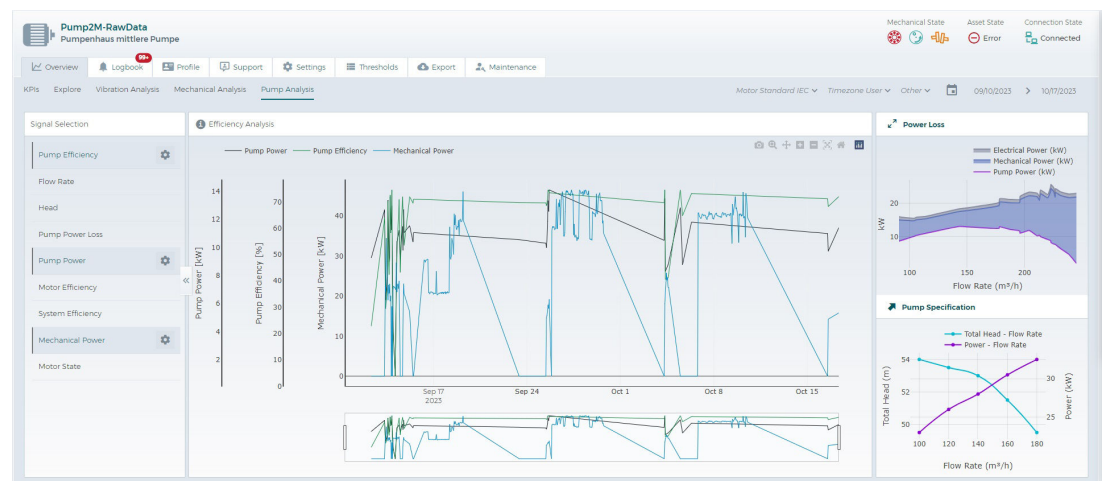 Pump2M-RawData
Pumpenhaus mittlere Pumpe
Mechanical State
Asset State
Connection State
Error
Connected
Overview
Logbook
99+
Profile
Support
Settings
Thresholds
Export
Maintenance
KPIs
Explore
Vibration Analysis
Mechanical Analysis
Pump Analysis
Motor Standard IEC
Timezone User
Other
09/10/2023
10/17/2023
Signal Selection
Pump Efficiency
Flow Rate
Head
Pump Power Loss
Pump Power
Motor Efficiency
System Efficiency
Mechanical Power
Motor State
Efficiency Analysis
Pump Power
Pump Efficiency
Mechanical Power
Pump Power [kW]
14
12
10
8
6
4
2
Pump Efficiency [%]
70
60
50
40
30
20
10
0
Mechanical Power [kW]
40
30
20
10
0
Sep 17
2023
Sep 24
Oct 1
Oct 8
Oct 15
Power Loss
Electrical Power (kW)
Mechanical Power (kW)
Pump Power (kW)
kW
20
10
100
150
200
Flow Rate (m³/h)
Pump Specification
Total Head - Flow Rate
Power - Flow Rate
Total Head (m)
54
52
50
30
25
Power (kW)
100
120
140
160
180
Flow Rate (m³/h)